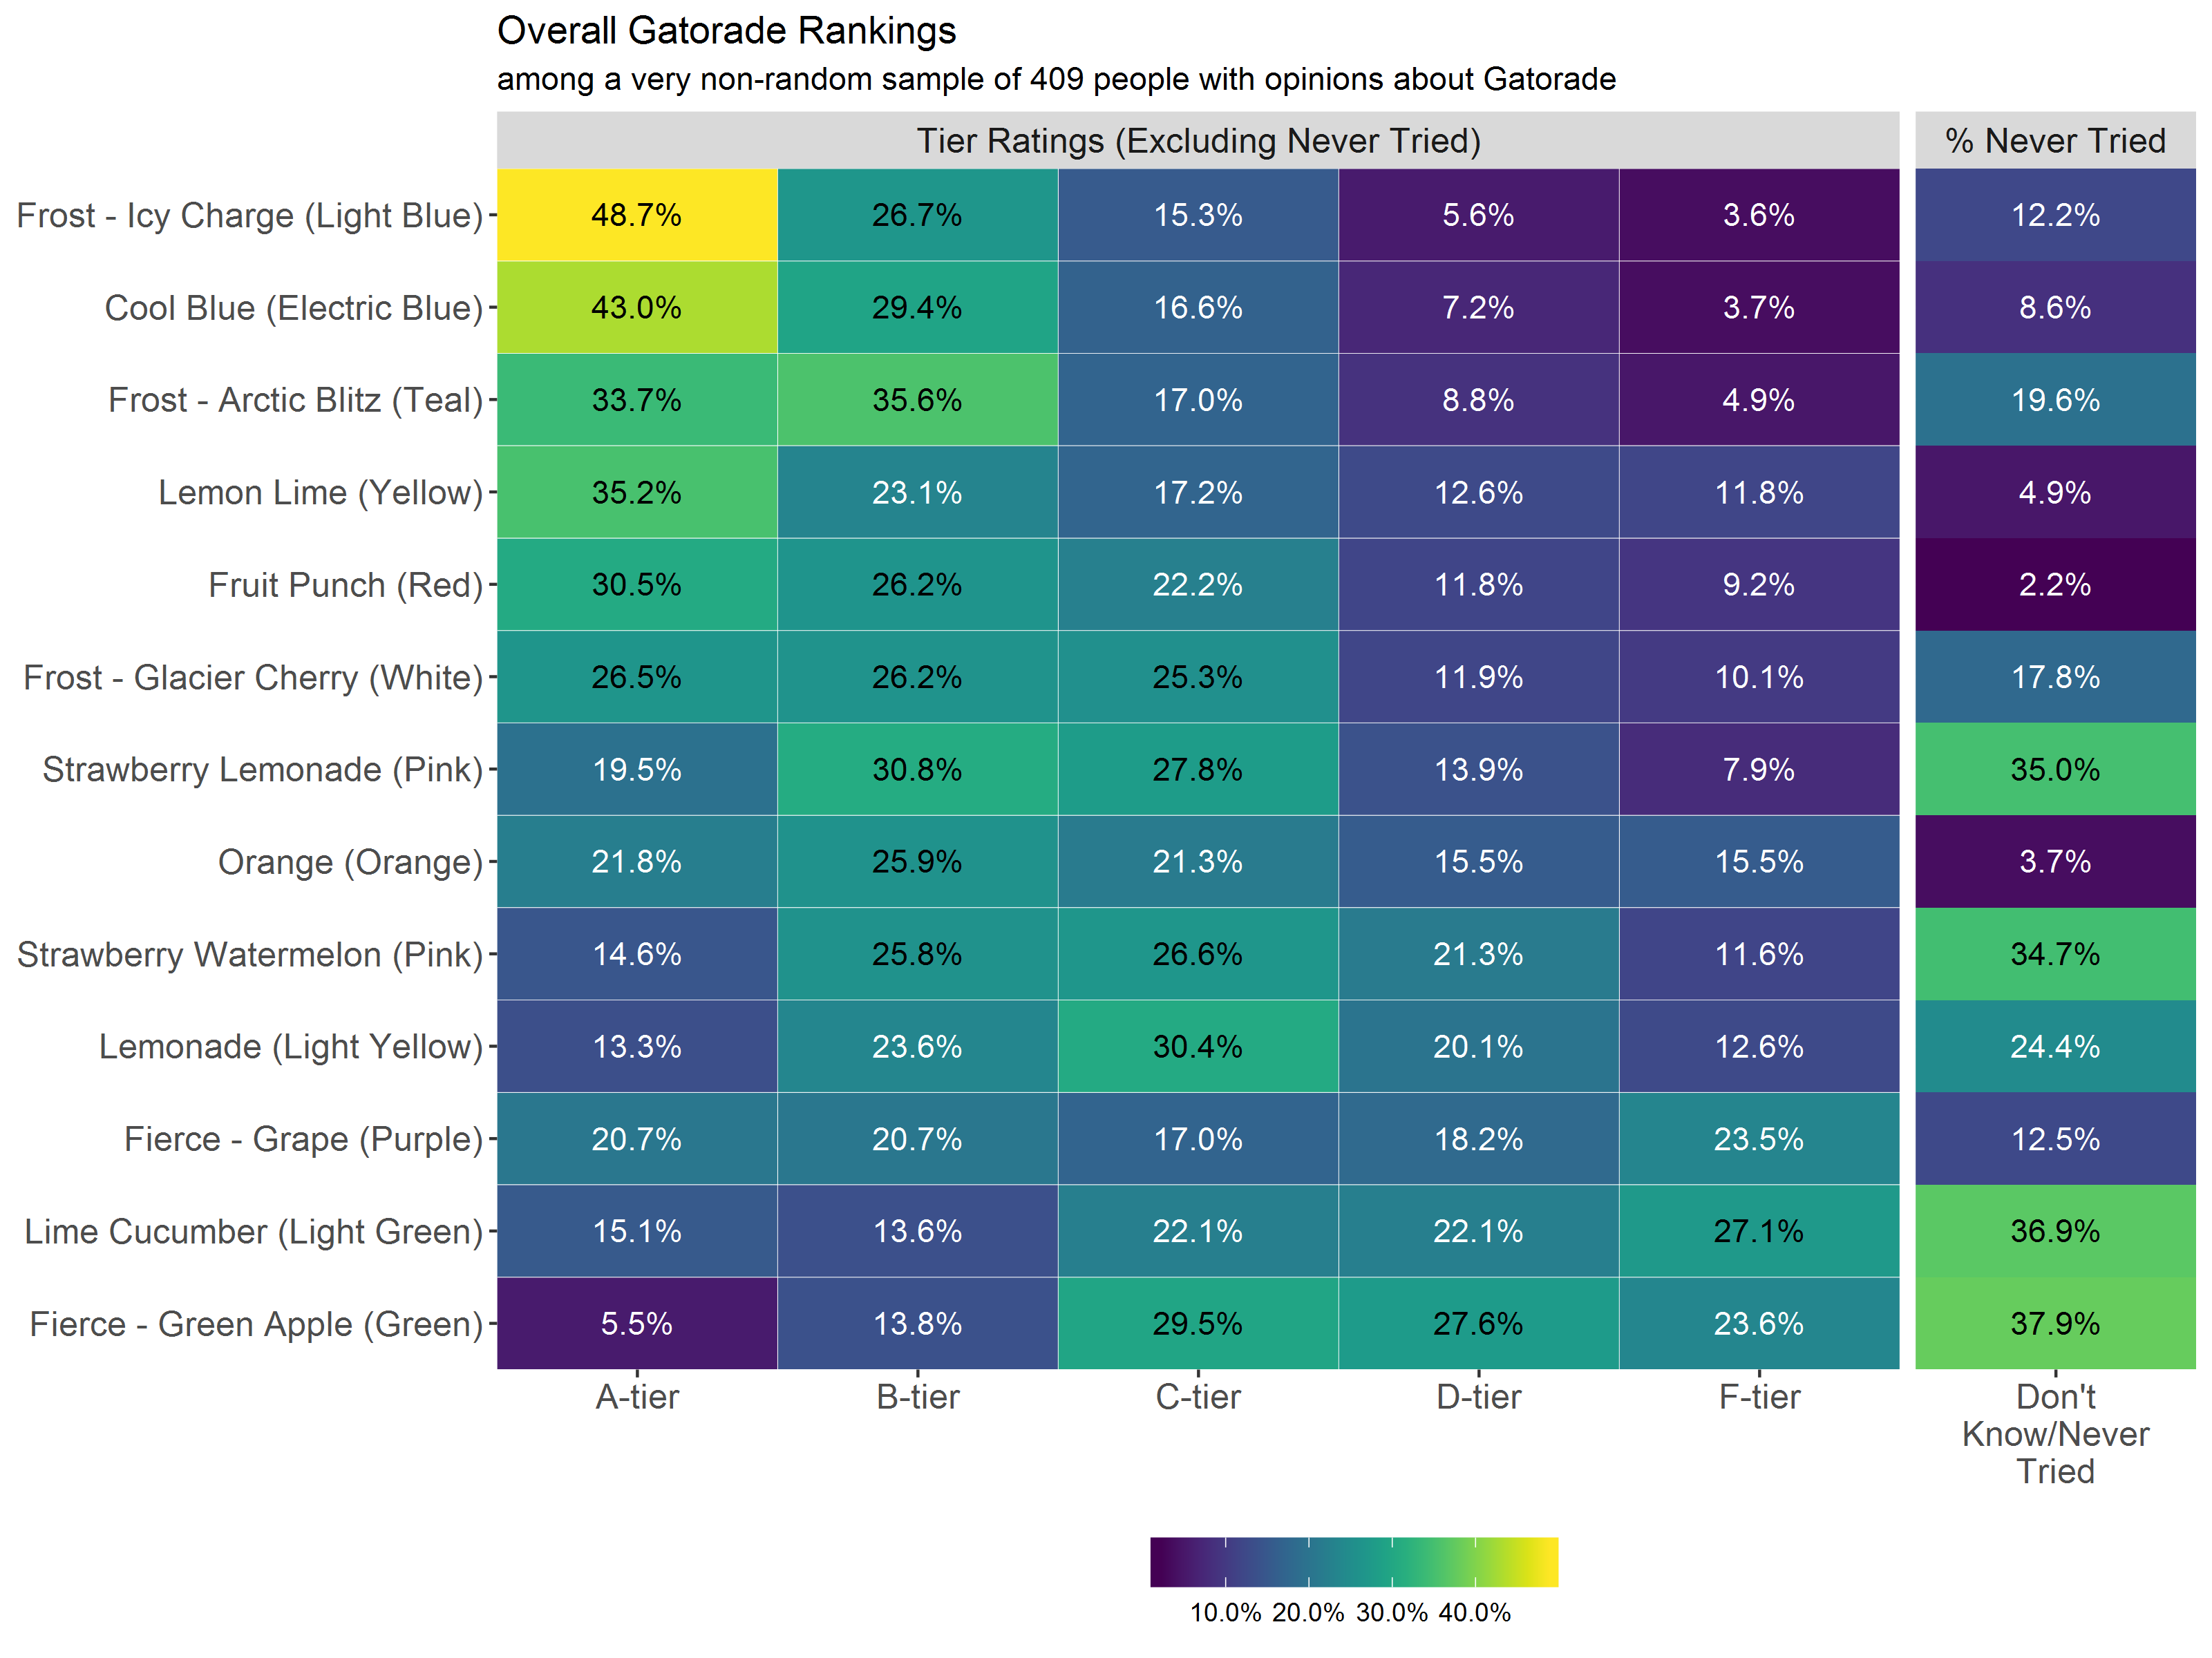 Overall Gatorade Rankings
among a very non-random sample of 409 people with opinions about Gatorade
Tier Ratings (Excluding Never Tried) % Never Tried
Frost - Icy Charge (Light Blue) 48.7% 26.7% 15.3% 5.6% 3.6% 12.2%
Cool Blue (Electric Blue) 43.0% 29.4% 16.6% 7.2% 3.7% 8.6%
Frost - Arctic Blitz (Teal) 33.7% 35.6% 17.0% 8.8% 4.9% 19.6%
Lemon Lime (Yellow) 35.2% 23.1% 17.2% 12.6% 11.8% 4.9%
Fruit Punch (Red) 30.5% 26.2% 22.2% 11.8% 9.2% 2.2%
Frost - Glacier Cherry (White) 26.5% 26.2% 25.3% 11.9% 10.1% 17.8%
Strawberry Lemonade (Pink) 19.5% 30.8% 27.8% 13.9% 7.9% 35.0%
Orange (Orange) 21.8% 25.9% 21.3% 15.5% 15.5% 3.7%
Strawberry Watermelon (Pink) 14.6% 25.8% 26.6% 21.3% 11.6% 34.7%
Lemonade (Light Yellow) 13.3% 23.6% 30.4% 20.1% 12.6% 24.4%
Fierce - Grape (Purple) 20.7% 20.7% 17.0% 18.2% 23.5% 12.5%
Lime Cucumber (Light Green) 15.1% 13.6% 22.1% 22.1% 27.1% 36.9%
Fierce - Green Apple (Green) 5.5% 13.8% 29.5% 27.6% 23.6% 37.9%
A-tier B-tier C-tier D-tier F-tier Don't
Know/Never
Tried
10.0% 20.0% 30.0% 40.0%